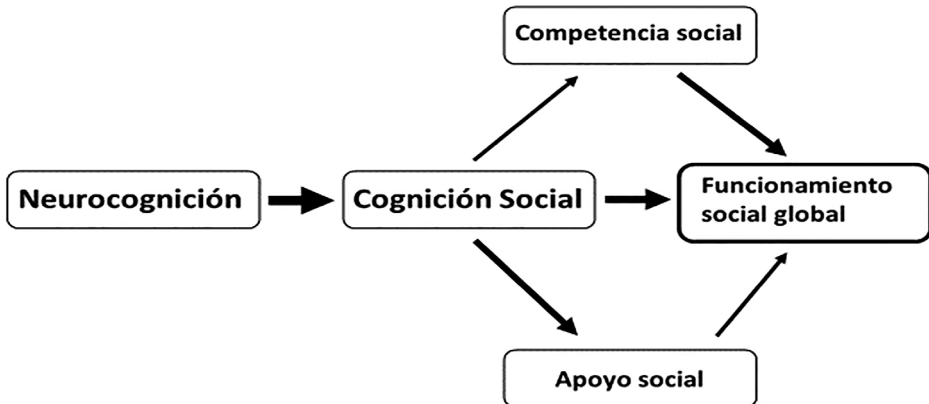 Competencia social
Neurocognición
Cognición Social
Funcionamiento
social global
Apoyo social